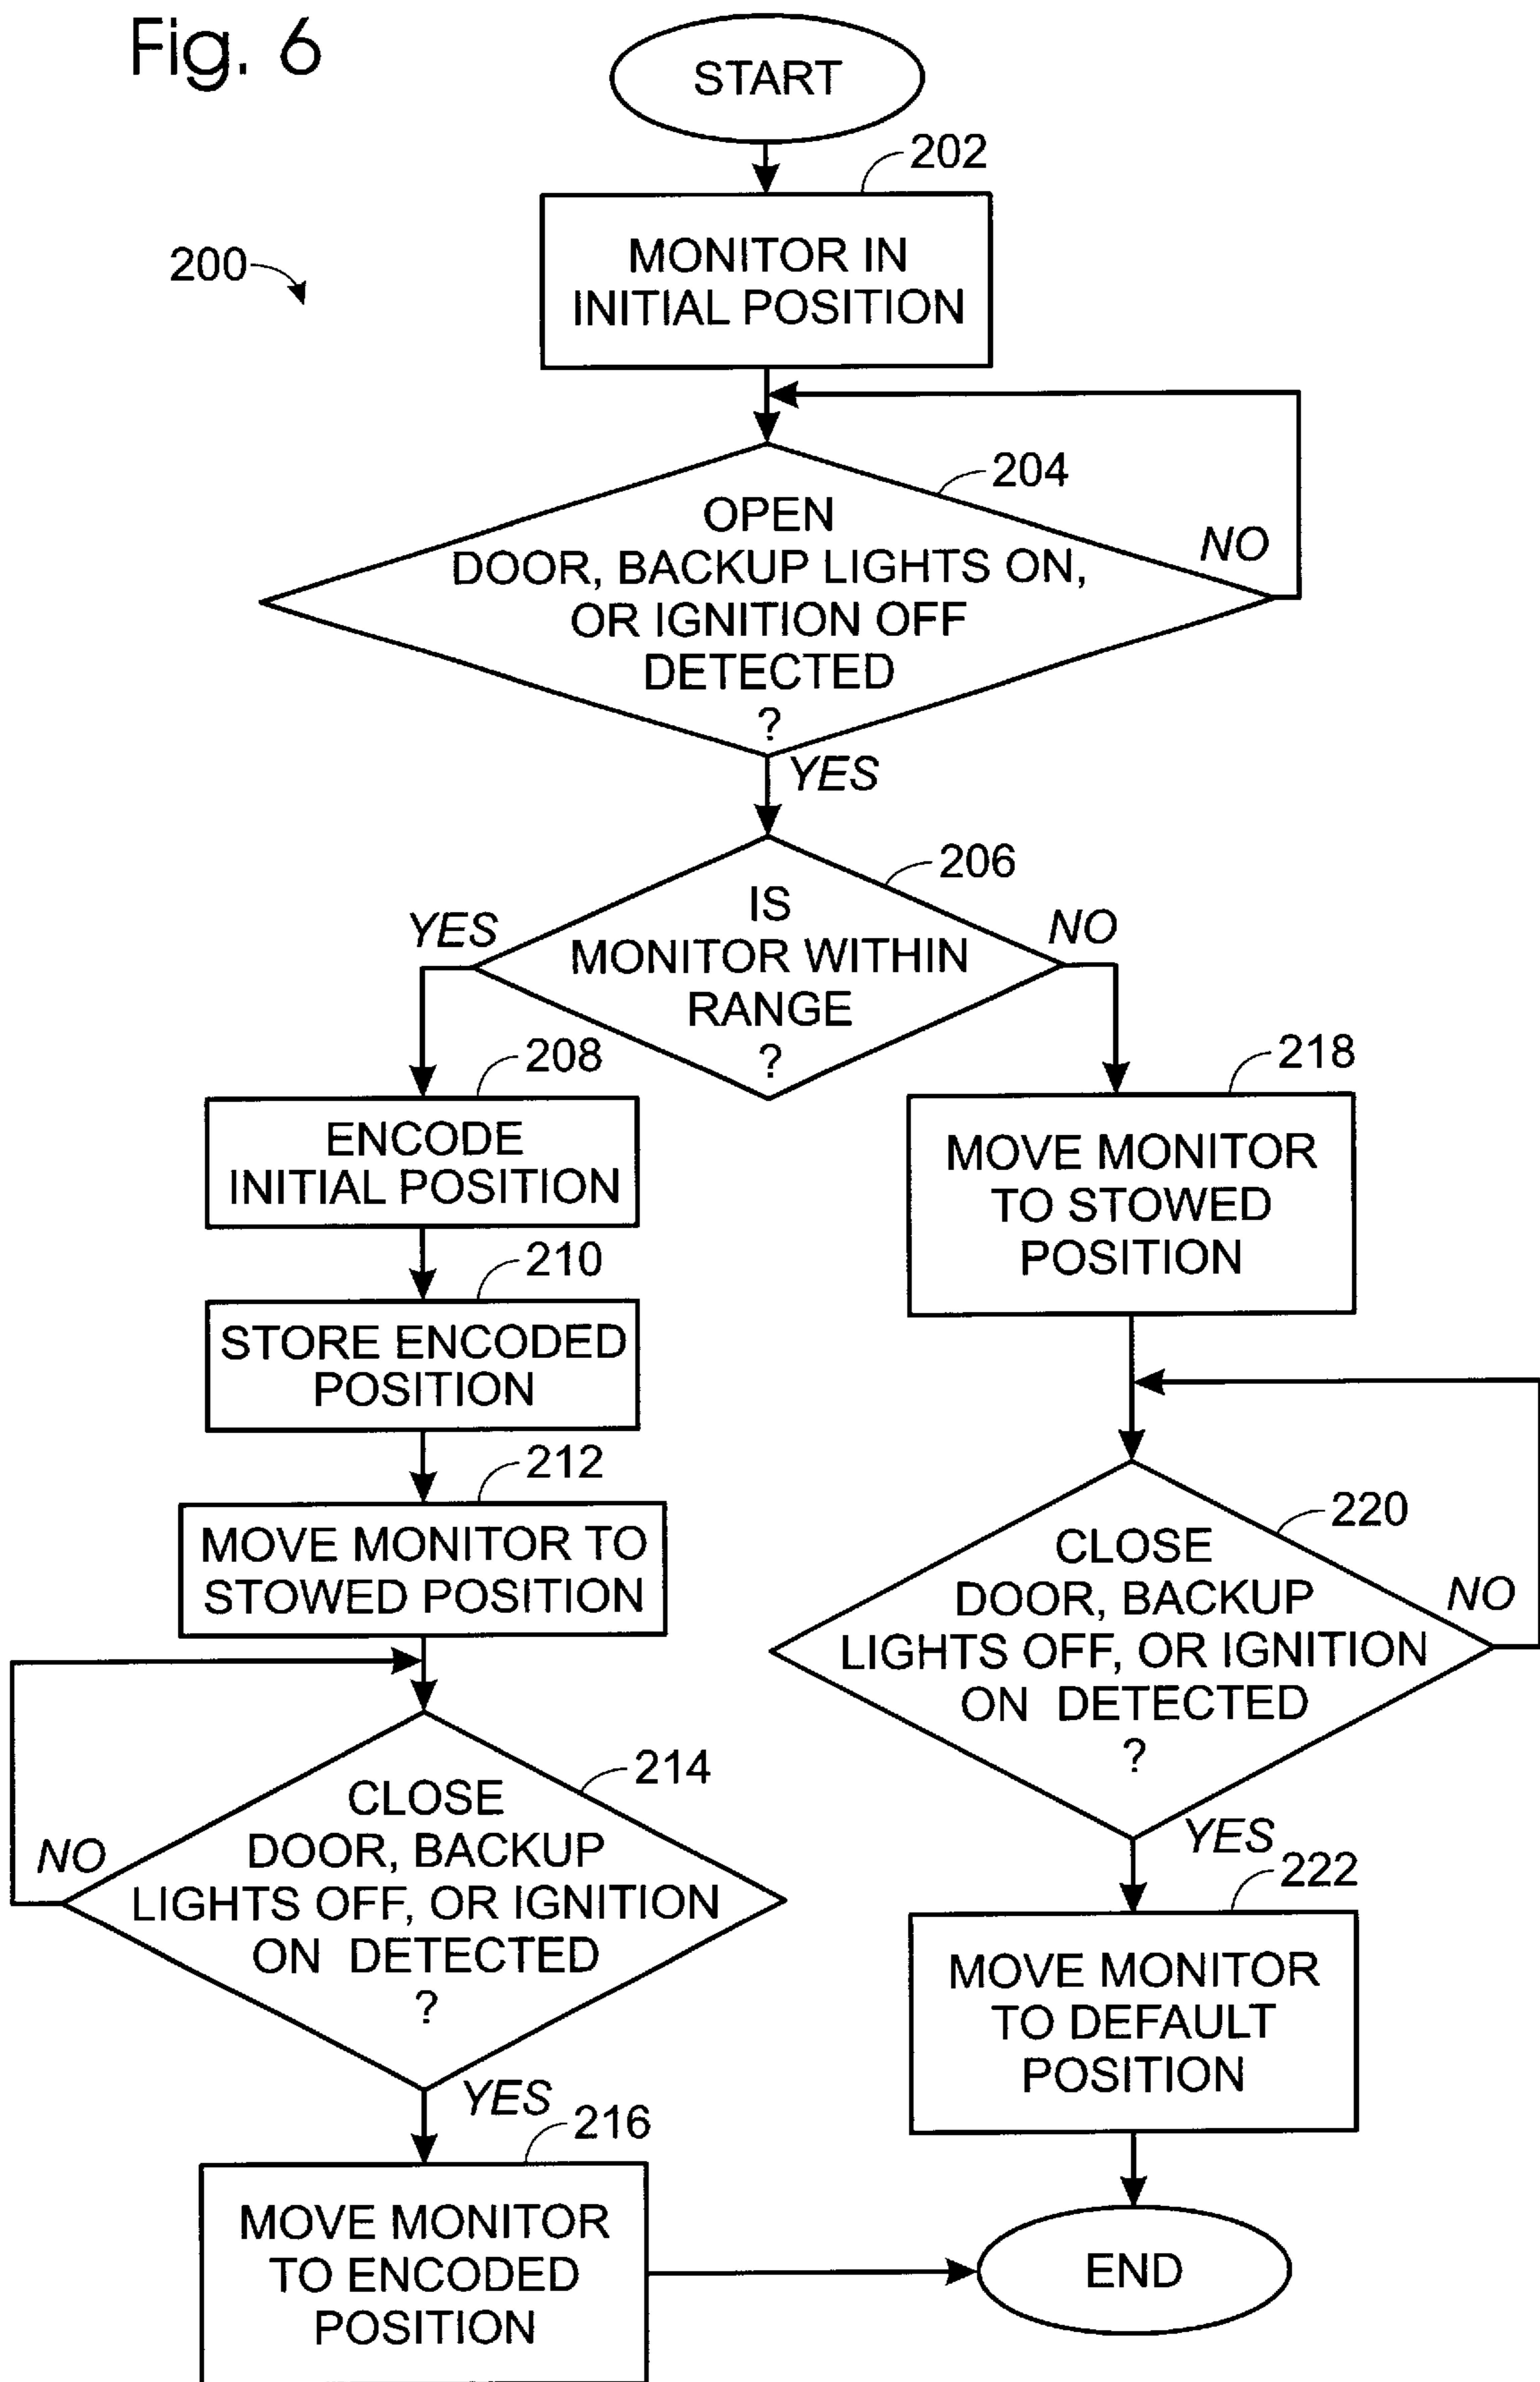 Fig. 6
START
202
200
MONITOR IN
INITIAL POSITION
204
OPEN
DOOR, BACKUP LIGHTS ON,
OR IGNITION OFF
DETECTED
?
NO
YES
206
IS
MONITOR WITHIN
RANGE
?
YES
NO
208
ENCODE
INITIAL POSITION
210
STORE ENCODED
POSITION
212
MOVE MONITOR TO
STOWED POSITION
214
CLOSE
DOOR, BACKUP
LIGHTS OFF, OR IGNITION
ON DETECTED
?
NO
YES
216
MOVE MONITOR
TO ENCODED
POSITION
218
MOVE MONITOR
TO STOWED
POSITION
220
CLOSE
DOOR, BACKUP
LIGHTS OFF, OR IGNITION
ON DETECTED
?
NO
YES
222
MOVE MONITOR
TO DEFAULT
POSITION
END